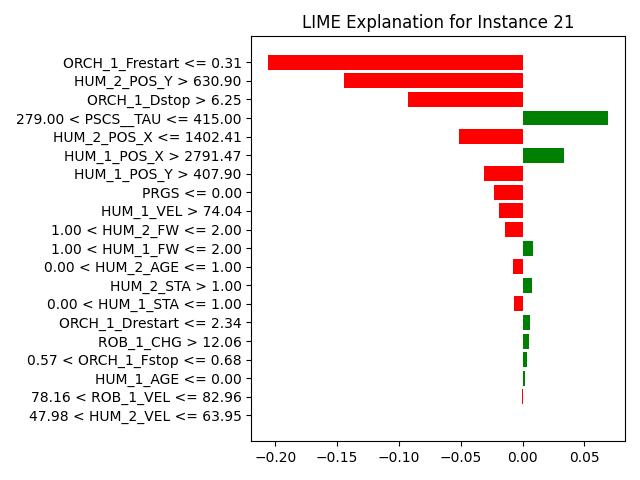 LIME Explanation for Instance 21
ORCH_1_Frestart <= 0.31
HUM_2_POS_Y > 630.90
ORCH_1_Dstop > 6.25
279.00 < PSCS__TAU <= 415.00
HUM_2_POS_X <= 1402.41
HUM_1_POS_X > 2791.47
HUM_1_POS_Y > 407.90
PRGS <= 0.00
HUM_1_VEL > 74.04
1.00 < HUM_2_FW <= 2.00
1.00 < HUM_1_FW <= 2.00
0.00 < HUM_2_AGE <= 1.00
HUM_2_STA > 1.00
0.00 < HUM_1_STA <= 1.00
ORCH_1_Drestart <= 2.34
ROB_1_CHG > 12.06
0.57 < ORCH_1_Fstop <= 0.68
HUM_1_AGE <= 0.00
78.16 < ROB_1_VEL <= 82.96
47.98 < HUM_2_VEL <= 63.95
−0.20 −0.15 −0.10 −0.05 0.00 0.05